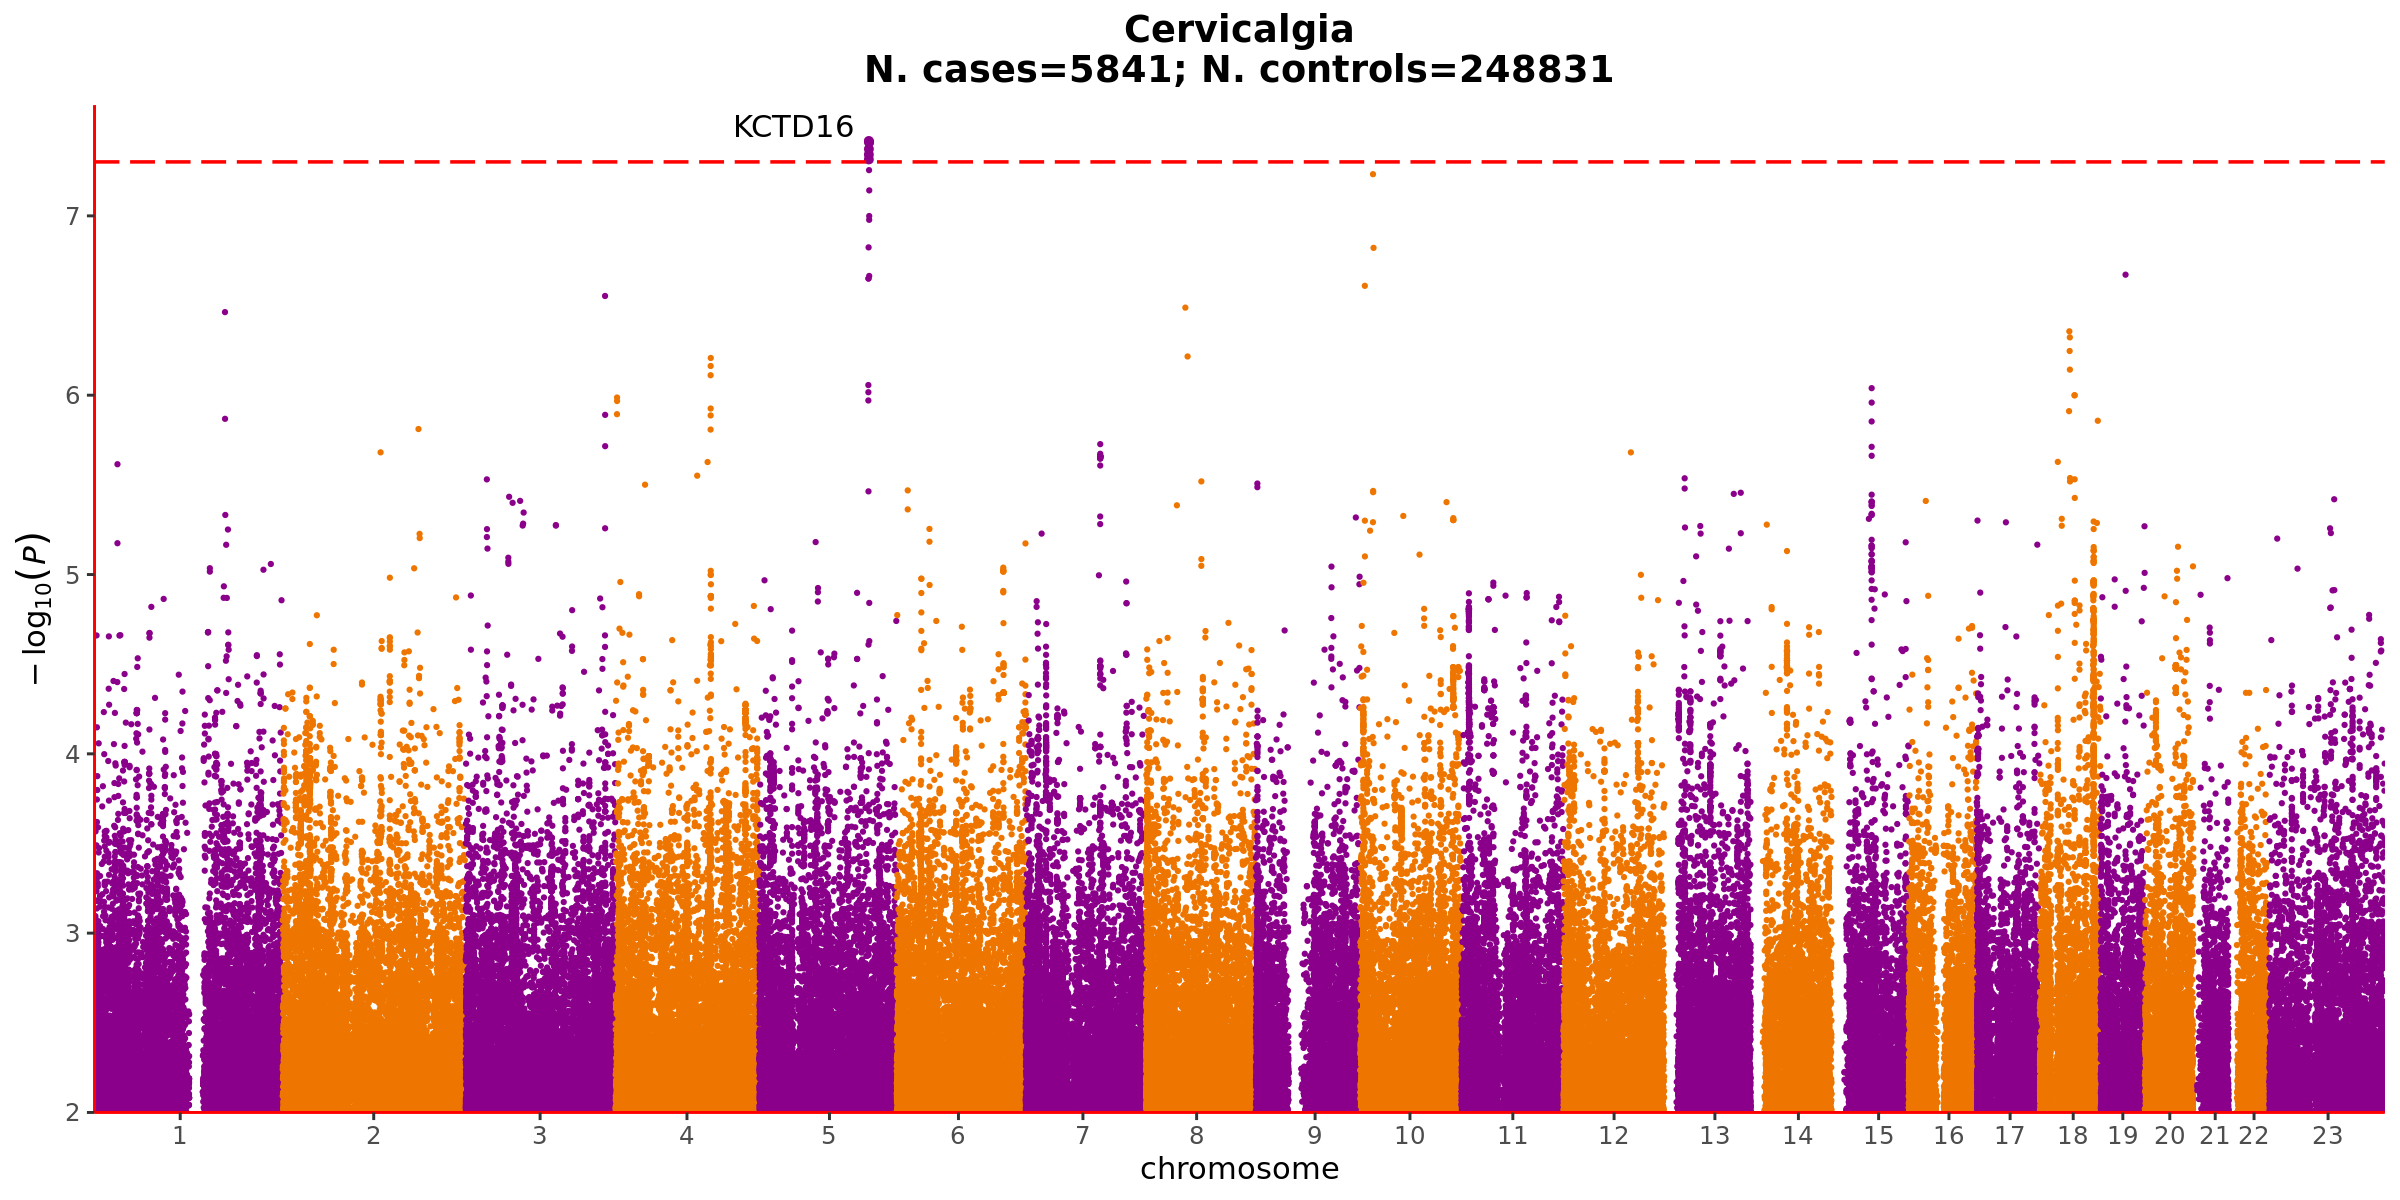 Cervicalgia
N. cases=5841; N. controls=248831
KCTD16
− log10(P)
7
6
5
4
3
2
1 2 3 4 5 6 7 8 9 10 11 12 13 14 15 16 17 18 19 20 21 22 23
chromosome